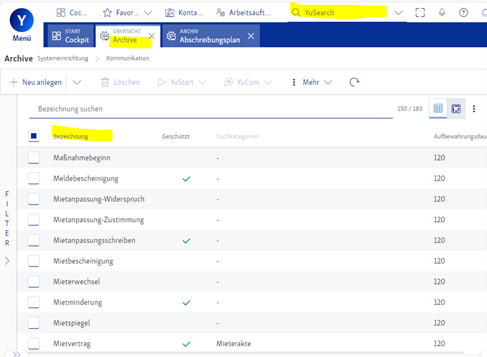 Y
Menü
Cock...
Favor...
Konta...
Arbeitsauft...
YuSearch
START
Cockpit
ÜBERSICHT
Archive
ARCHIV
Abschreibungsplan
Archive Systemeinrichtung > Kommunikation
+ Neu anlegen
Löschen
YuStart
YuCom
Mehr
Bezeichnung suchen
150 / 183
Bezeichnung Geschützt Suchkategorien Aufbewahrungsdau
Maßnahmebeginn - 120
Meldebescheinigung ✓ - 120
Mietanpassung-Widerspruch - 120
Mietanpassung-Zustimmung - 120
Mietanpassungsschreiben ✓ - 120
Mietbescheinigung - 120
Mieterwechsel - 120
Mietminderung ✓ - 120
Mietspiegel - 120
Mietvertrag ✓ Mieterakte 120
FILTER